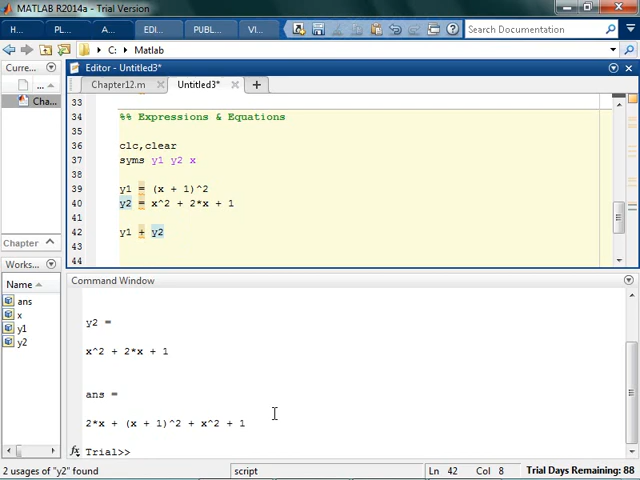 MATLAB R2014a - Trial Version
H... PL... A... EDI... PUBL... VI... Search Documentation
C: Matlab
Curre... Editor - Untitled3*
... Chapter12.m Untitled3*
Cha...
33
34 %% Expressions & Equations
35
36 clc,clear
37 syms y1 y2 x
38
39 y1 = (x + 1)^2
40 y2 = x^2 + 2*x + 1
41
42 y1 + y2
43
44
Chapter
Works... Command Window
Name
ans
x
y1
y2
y2 =
x^2 + 2*x + 1
ans =
2*x + (x + 1)^2 + x^2 + 1
fx Trial>>
2 usages of "y2" found script Ln 42 Col 8 Trial Days Remaining: 88